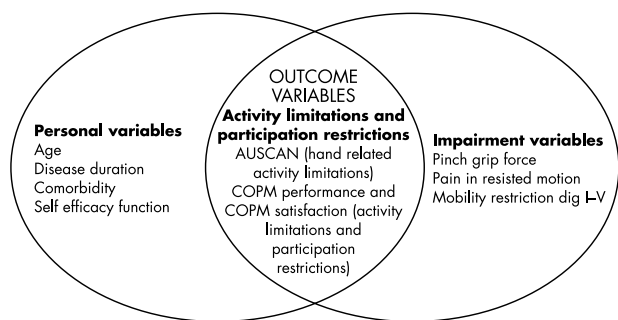 Personal variables
Age
Disease duration
Comorbidity
Self efficacy function
OUTCOME
VARIABLES
Activity limitations and
participation restrictions
AUSCAN (hand related
activity limitations)
COPM performance and
COPM satisfaction (activity
limitations and
participation
restrictions)
Impairment variables
Pinch grip force
Pain in resisted motion
Mobility restriction dig I–V